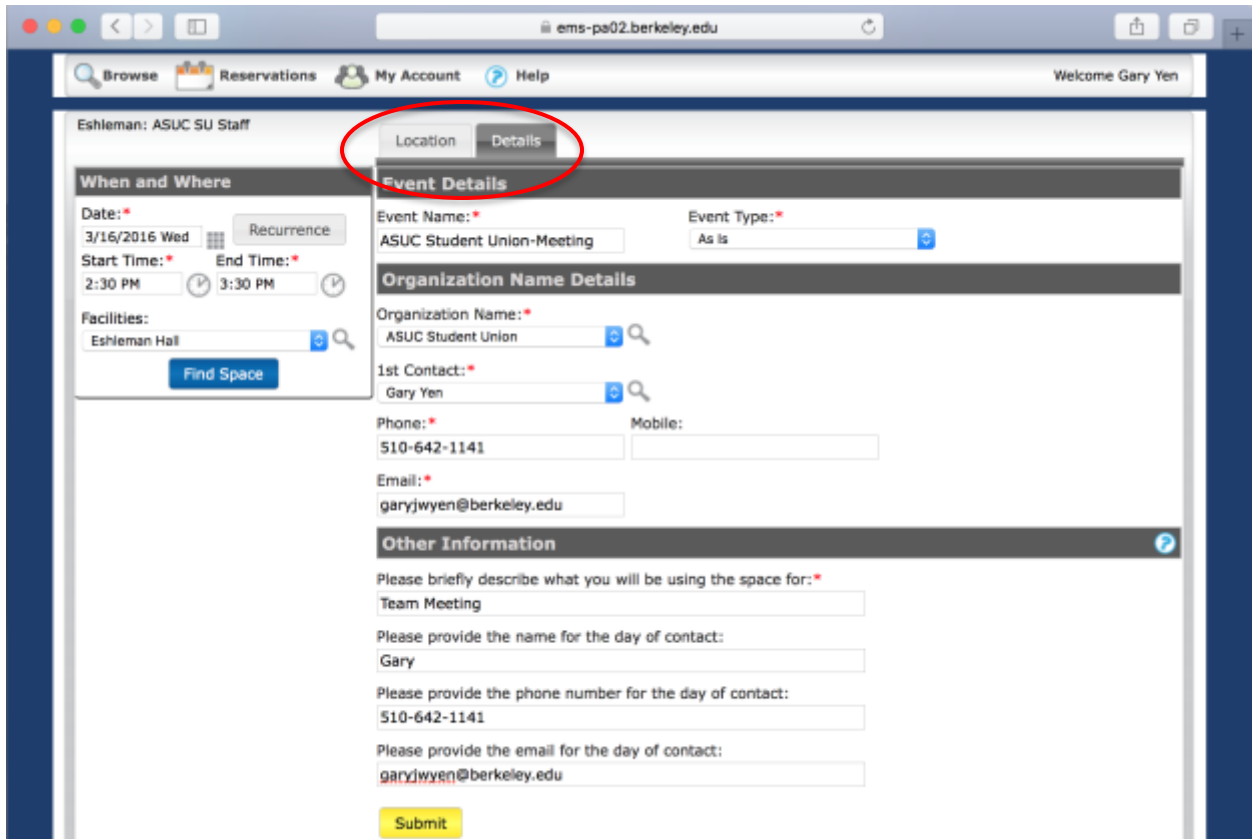 ems-pa02.berkeley.edu
Browse Reservations My Account ? Help Welcome Gary Yen
Eshleman: ASUC SU Staff
Location Details
When and Where
Date:*
3/16/2016 Wed Recurrence
Start Time:* End Time:*
2:30 PM 3:30 PM
Facilities:
Eshleman Hall
Find Space
Event Details
Event Name:* Event Type:*
ASUC Student Union-Meeting As Is
Organization Name Details
Organization Name:*
ASUC Student Union
1st Contact:*
Gary Yen
Phone:* Mobile:
510-642-1141
Email:*
garyjwyen@berkeley.edu
Other Information ?
Please briefly describe what you will be using the space for:*
Team Meeting
Please provide the name for the day of contact:
Gary
Please provide the phone number for the day of contact:
510-642-1141
Please provide the email for the day of contact:
garyjwyen@berkeley.edu
Submit